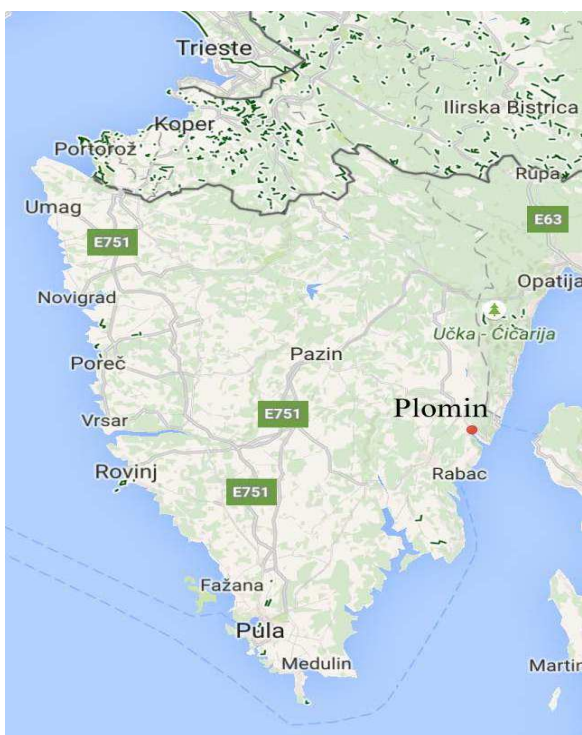 Trieste
Ilirska Bistrica
Koper
Portorož
Rupa
Umag
E63
E751
Opatija
Novigrad
Učka - Ćićarija
Pazin
Poreč
Plomin
E751
Vrsar
Rovinj
Rabac
E751
Fažana
Pula
Medulin
Martin